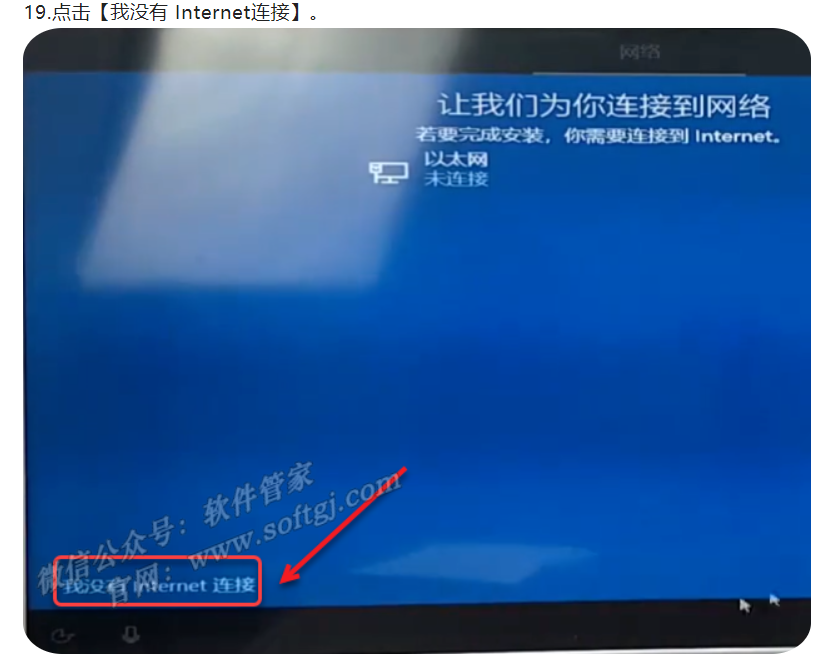 19.点击【我没有 Internet连接】。
网络
让我们为你连接到网络
若要完成安装，你需要连接到 Internet。
以太网
未连接
微信公众号：软件管家
官网：www.softgj.com
我没有 Internet 连接